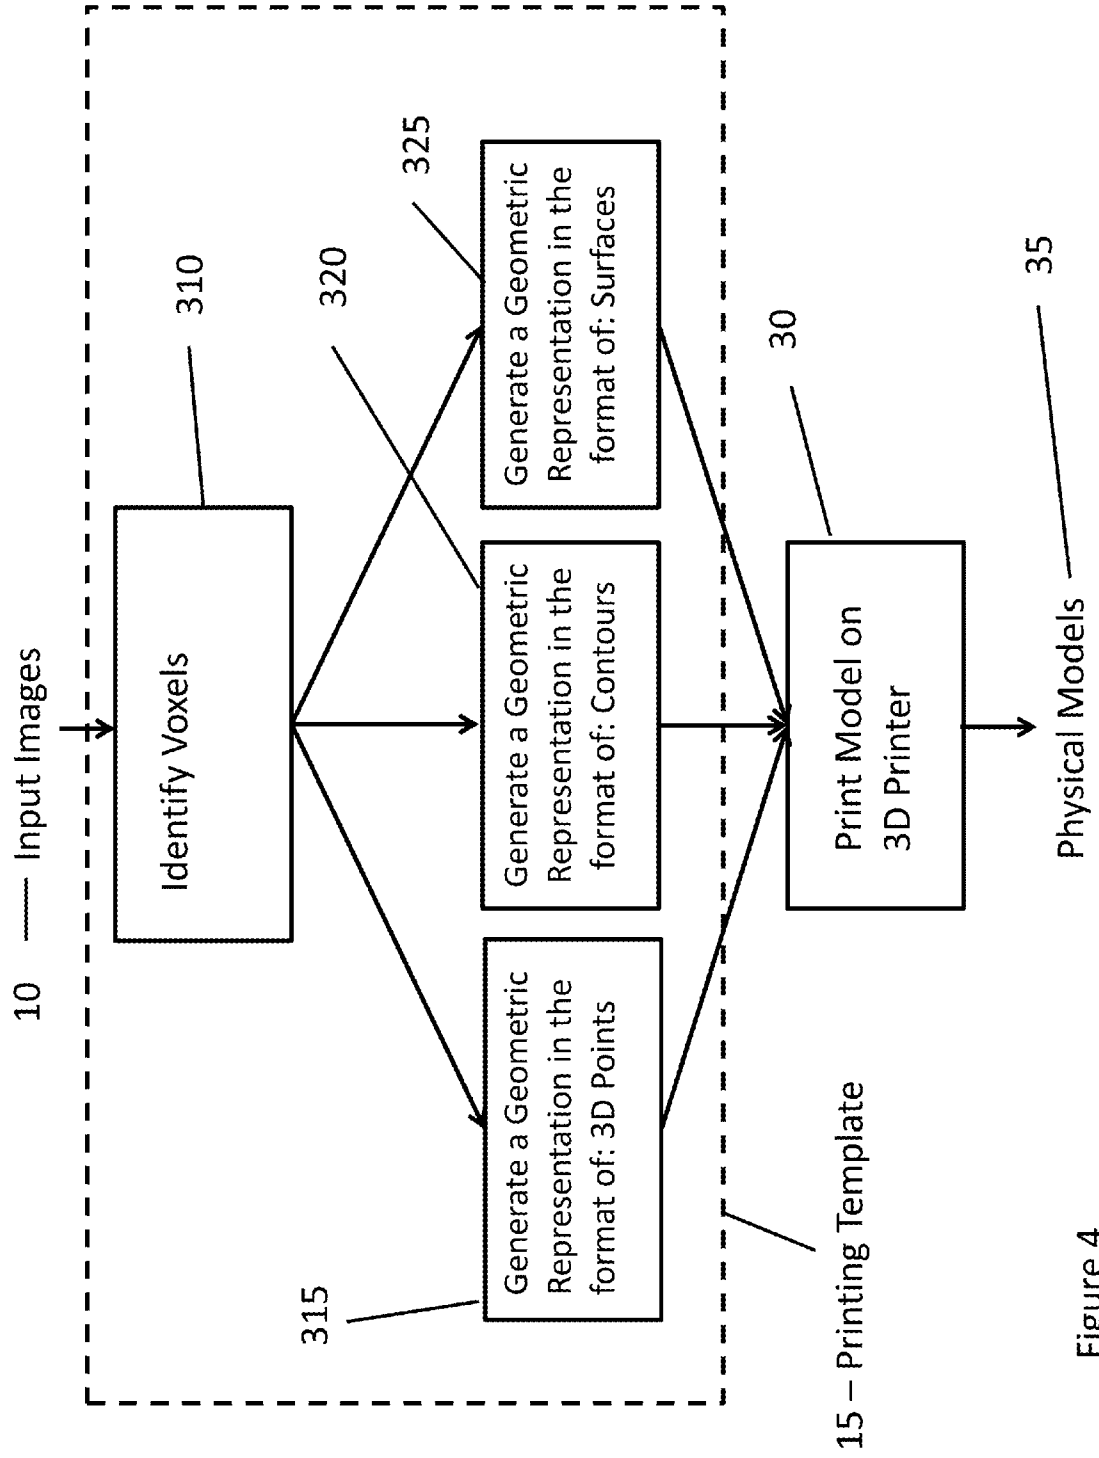 10
Input Images
310
Identify Voxels
315
320
325
Generate a Geometric
Representation in the
format of: 3D Points
Generate a Geometric
Representation in the
format of: Contours
Generate a Geometric
Representation in the
format of: Surfaces
30
Print Model on
3D Printer
15 – Printing Template
Physical Models
35
Figure 4